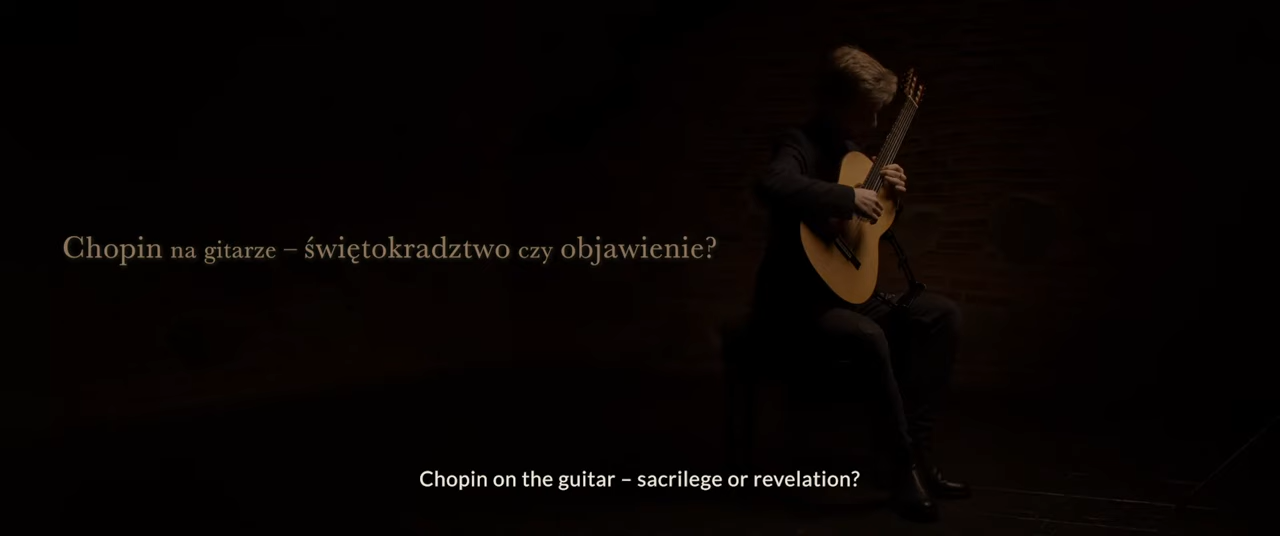 Chopin na gitarze – świętokradztwo czy objawienie?
Chopin on the guitar – sacrilege or revelation?